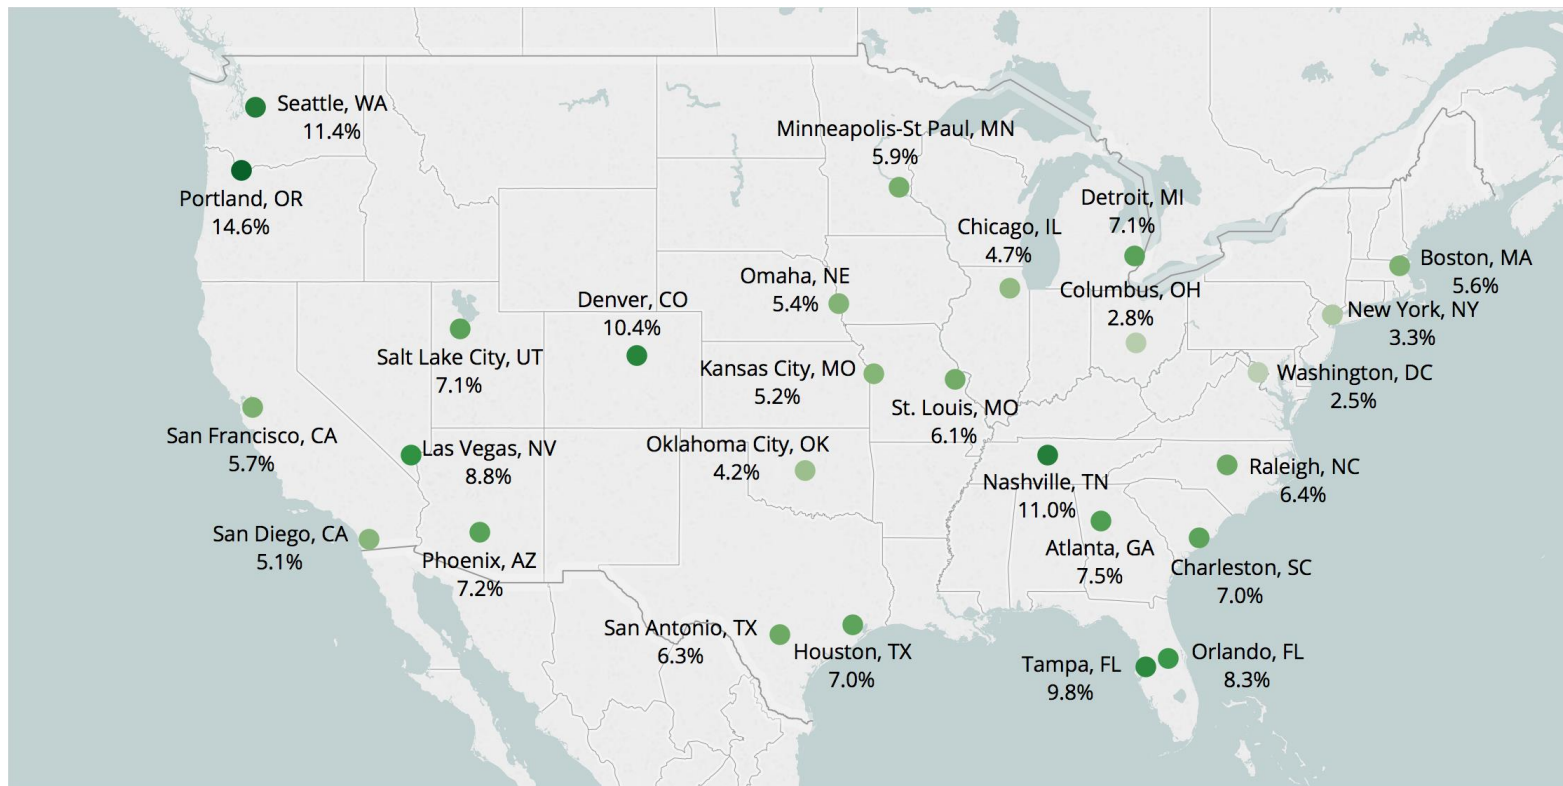 Seattle, WA
11.4%
Portland, OR
14.6%
Minneapolis-St Paul, MN
5.9%
Detroit, MI
7.1%
Chicago, IL
4.7%
Boston, MA
5.6%
Omaha, NE
5.4%
Columbus, OH
2.8%
Denver, CO
10.4%
New York, NY
3.3%
Salt Lake City, UT
7.1%
Kansas City, MO
5.2%
Washington, DC
2.5%
St. Louis, MO
6.1%
San Francisco, CA
5.7%
Las Vegas, NV
8.8%
Oklahoma City, OK
4.2%
Nashville, TN
11.0%
Raleigh, NC
6.4%
San Diego, CA
5.1%
Phoenix, AZ
7.2%
Atlanta, GA
7.5%
Charleston, SC
7.0%
San Antonio, TX
6.3%
Houston, TX
7.0%
Tampa, FL
9.8%
Orlando, FL
8.3%